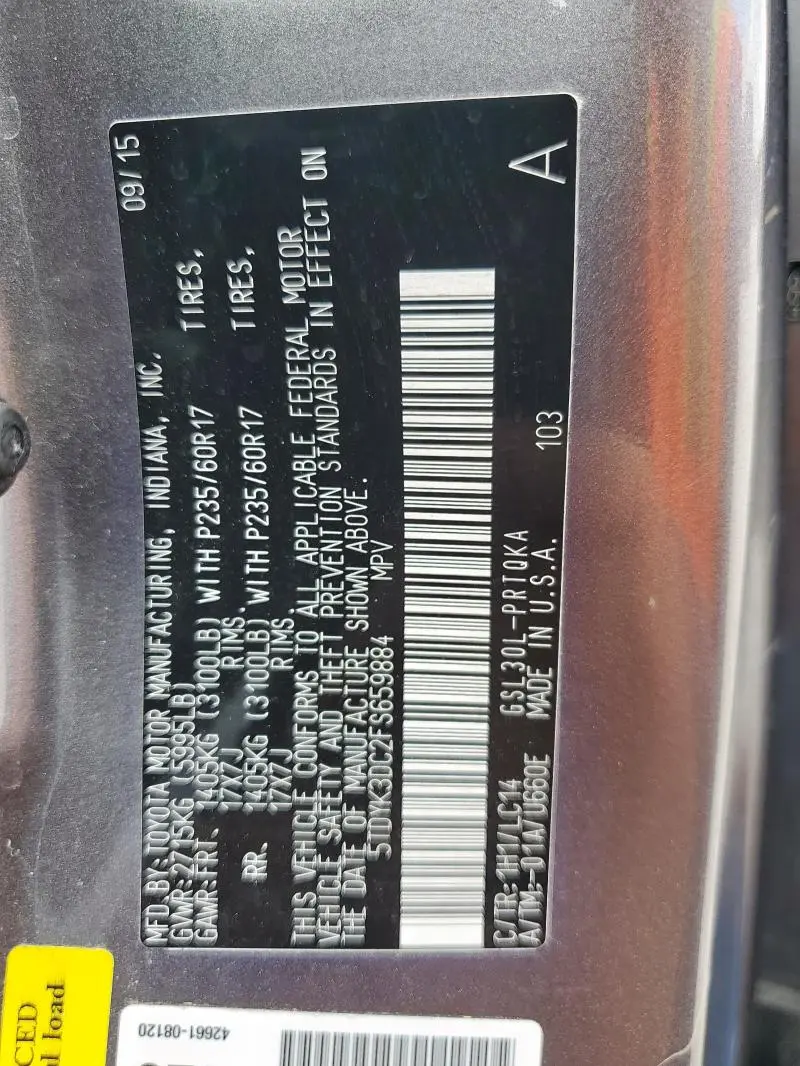 MFD.BY:TOYOTA MOTOR MANUFACTURING, INDIANA, INC. 09/15
GVWR:2715KG (5995LB)
GAWR:FRT. 1405KG (3100LB) WITH P235/60R17 TIRES,
17X7J RIMS.
RR. 1405KG (3100LB) WITH P235/60R17 TIRES,
17X7J RIMS.
THIS VEHICLE CONFORMS TO ALL APPLICABLE FEDERAL MOTOR
VEHICLE SAFETY AND THEFT PREVENTION STANDARDS IN EFFECT ON
THE DATE OF MANUFACTURE SHOWN ABOVE.
5TDYK3DC2FS659884 MPV
C/TR:1H1/LC14 GSL30L-PRTQKA
A/TM:-01A/U660E MADE IN U.S.A. 103 A
CED
d load
42661-08120